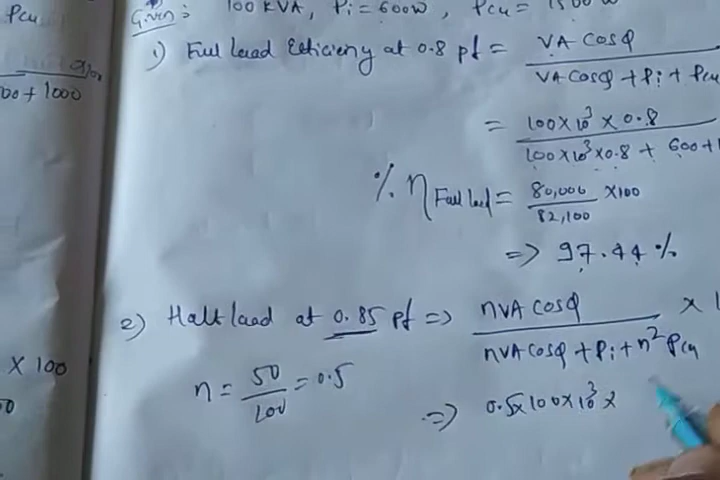 Pcu
Given: 100 KVA, Pi = 600W, Pcu = 1500W
1) Full load Efficiency at 0.8 pf = VA Cosφ
VA Cosφ + Pi + Pcu
00 + 1000
= 100 × 10³ × 0.8
100 × 10³ × 0.8 + 600 + 1
% η Full load = 80,000 × 100
82,100
=> 97.44 %
2) Half load at 0.85 pf => nVA Cosφ × 1
nVA Cosφ + Pi + n² Pcu
× 100
n = 50 = 0.5
100
=> 0.5 × 100 × 10³ ×